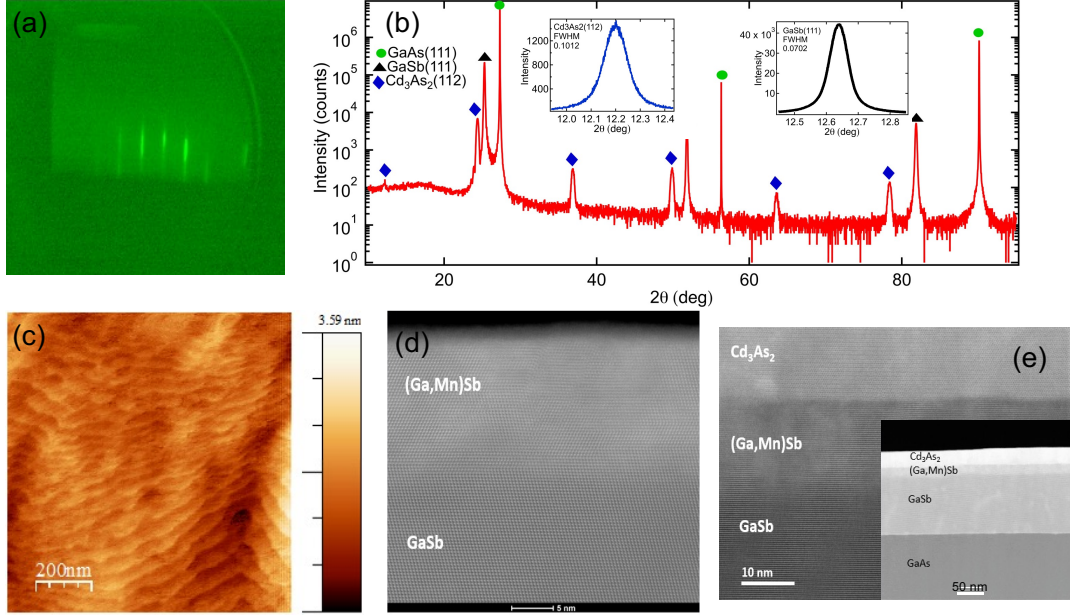 (a)
(b)
Intensity (counts)
10⁶
10⁵
10⁴
10³
10²
10¹
10⁰
GaAs(111)
GaSb(111)
Cd₃As₂(112)
Intensity
1200
800
400
Cd3As2(112)
FWHM
0.1012
12.0 12.1 12.2 12.3 12.4
2θ (deg)
Intensity
40 x 10³
30
20
10
GaSb(111)
FWHM
0.0702
12.5 12.6 12.7 12.8
2θ (deg)
20 40 60 80
2θ (deg)
(c)
200nm
3.59 nm
(d)
(Ga,Mn)Sb
GaSb
5 nm
(e)
Cd₃As₂
(Ga,Mn)Sb
GaSb
10 nm
Cd₃As₂
(Ga,Mn)Sb
GaSb
GaAs
50 nm